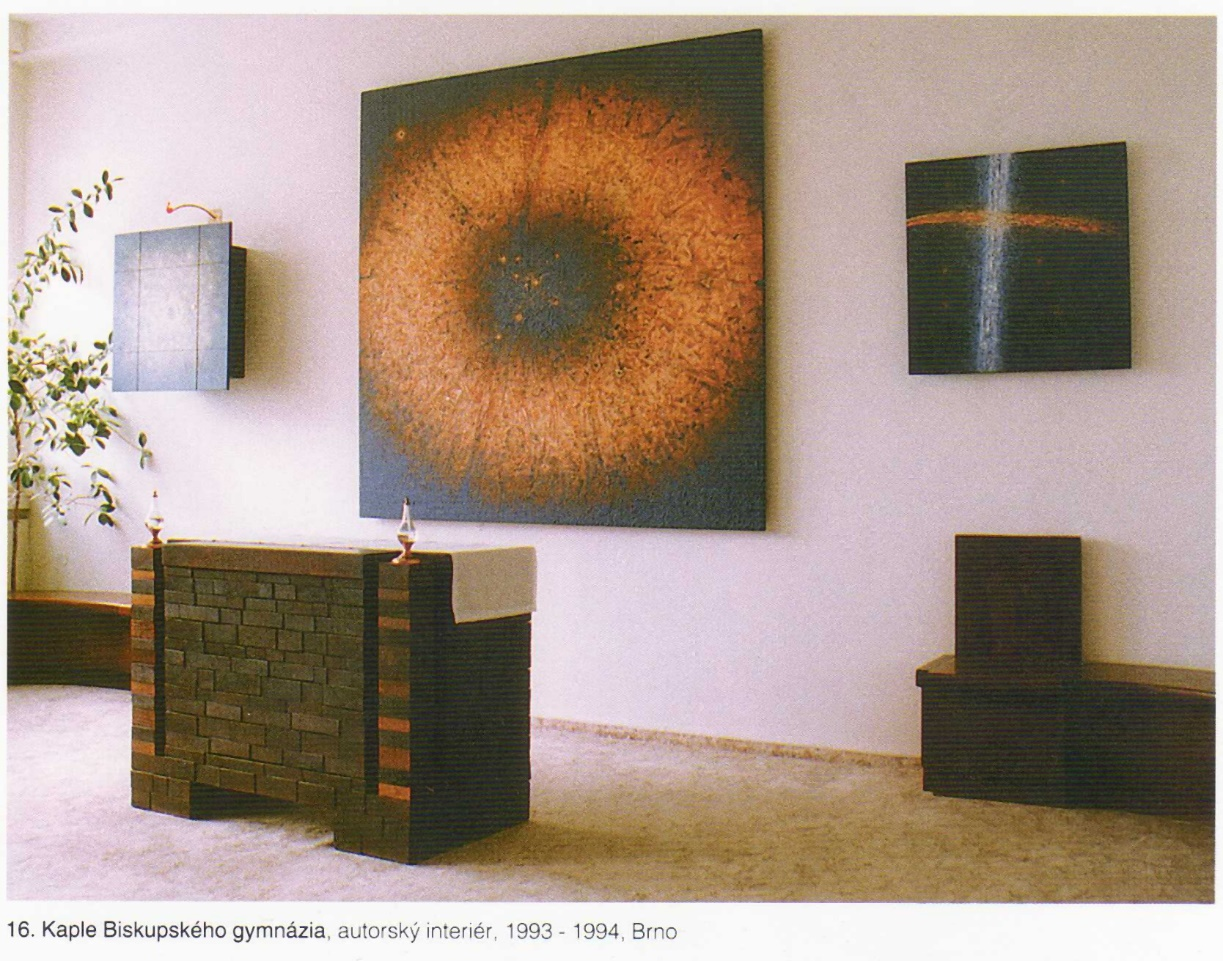 16. Kaple Biskupského gymnázia, autorský interiér, 1993 - 1994, Brno